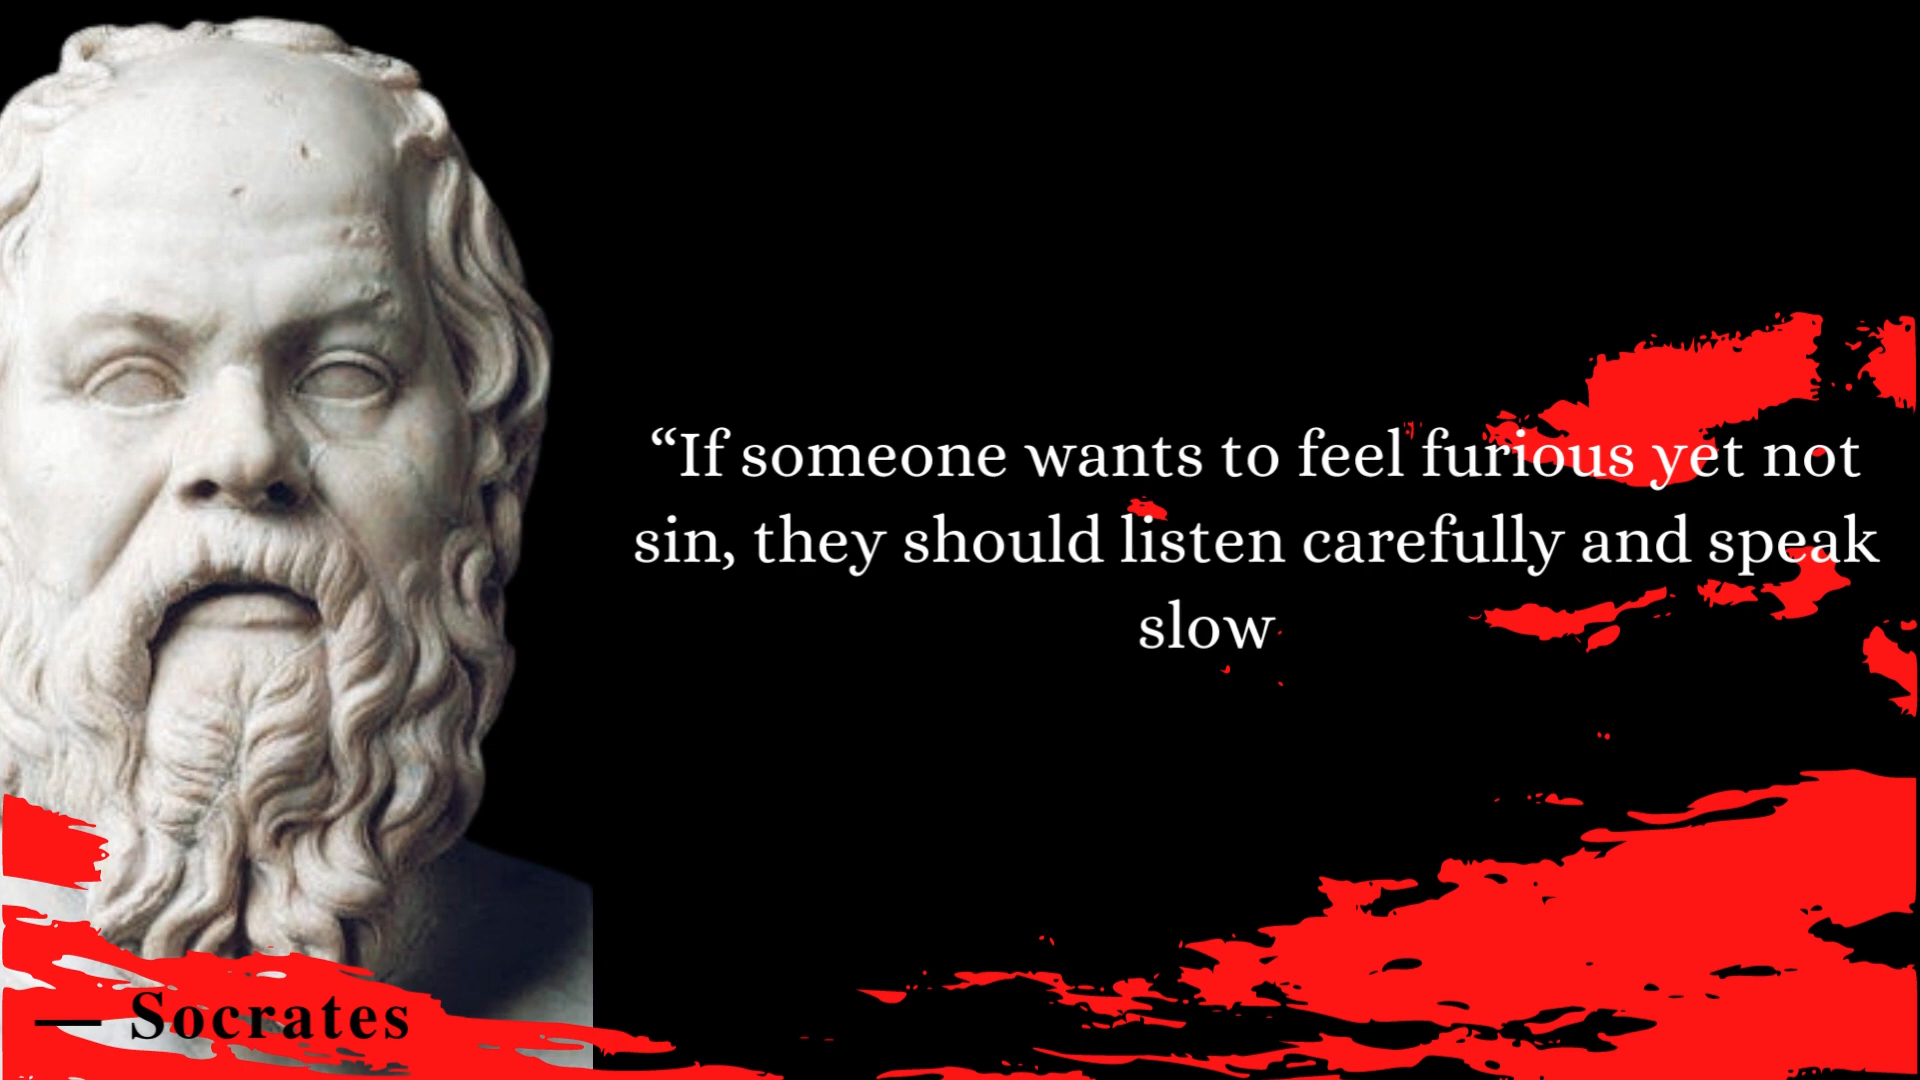 “If someone wants to feel furious yet not
sin, they should listen carefully and speak
slow
— Socrates